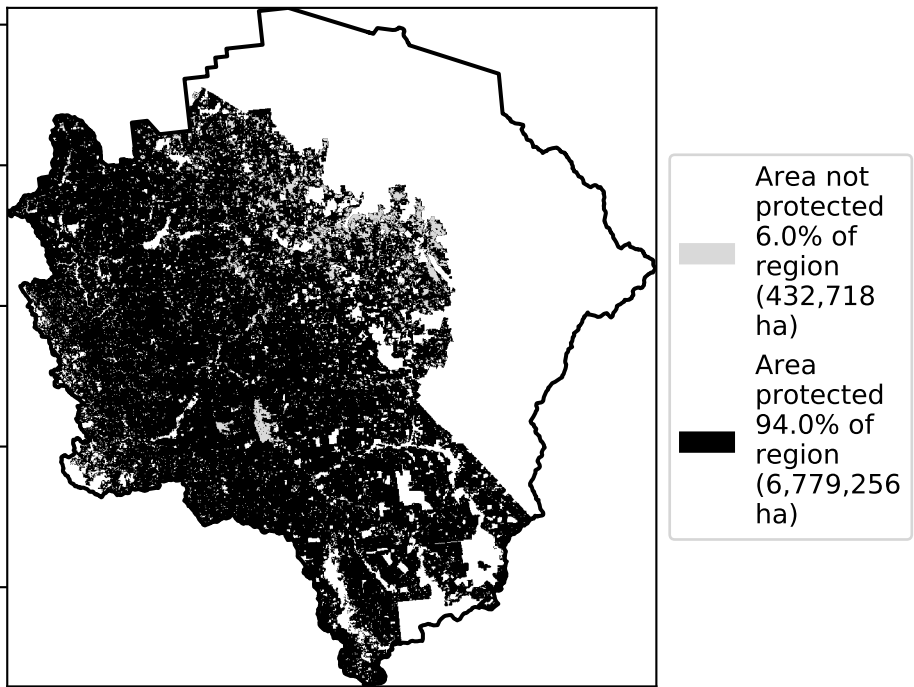 Area not
protected
6.0% of
region
(432,718
ha)
Area
protected
94.0% of
region
(6,779,256
ha)